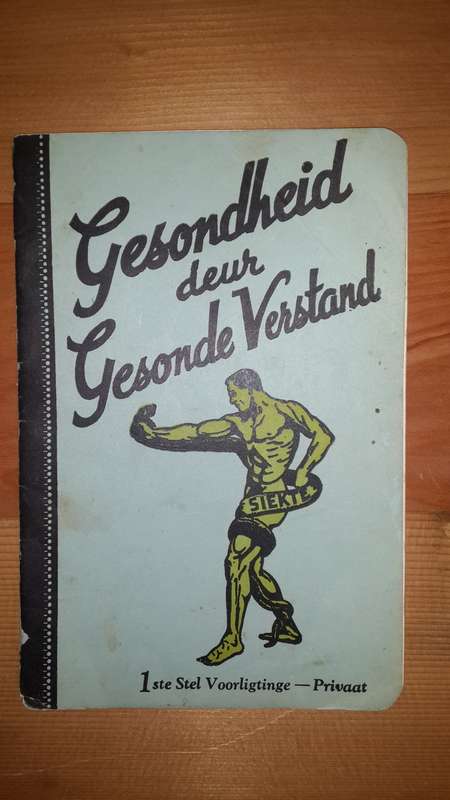 Gesondheid
deur
Gesonde Verstand
SIEKTE
1ste Stel Voorligtinge — Privaat